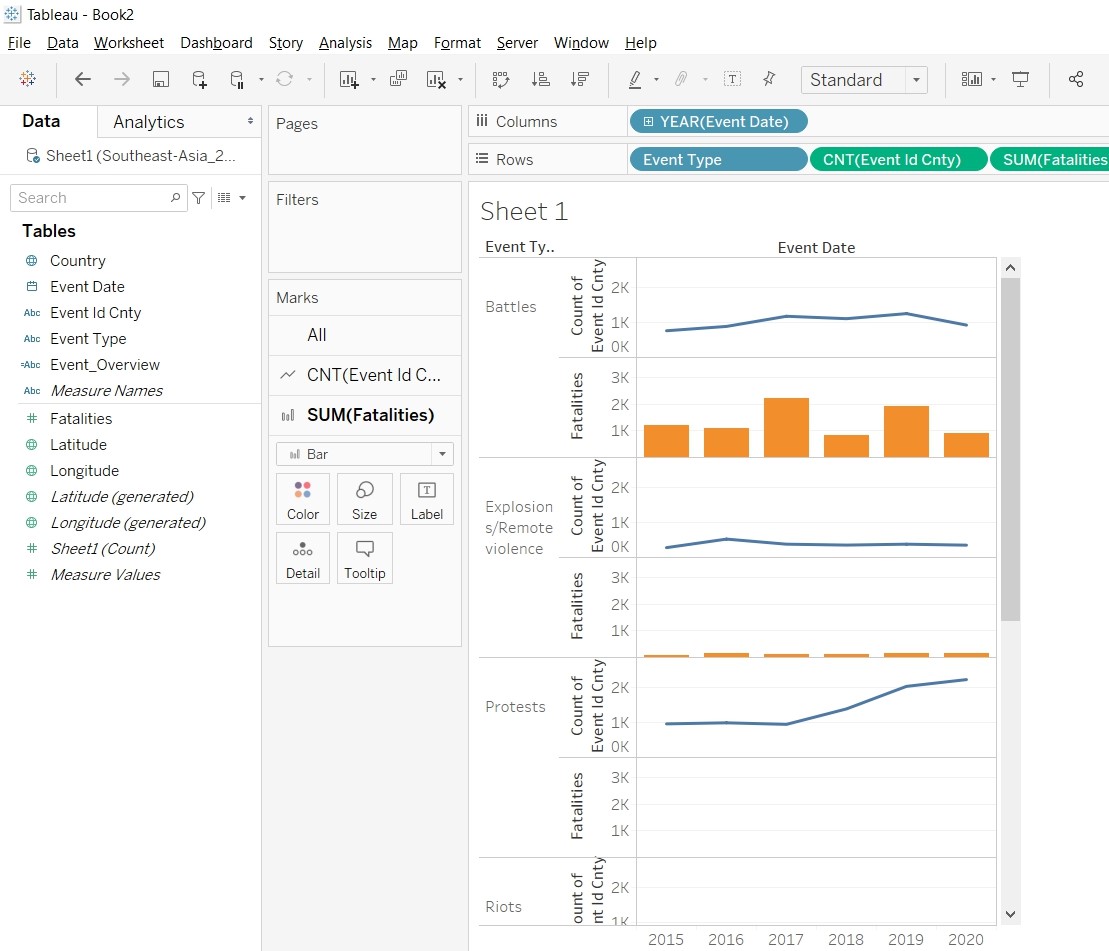 Tableau - Book2
File Data Worksheet Dashboard Story Analysis Map Format Server Window Help
Standard
Data
Analytics
Sheet1 (Southeast-Asia_2...
Search
Tables
Country
Event Date
Abc Event Id Cnty
Abc Event Type
=Abc Event_Overview
Abc Measure Names
Fatalities
Latitude
Longitude
Latitude (generated)
Longitude (generated)
Sheet1 (Count)
Measure Values
Pages
Filters
Marks
All
CNT(Event Id C...
SUM(Fatalities)
Bar
Color Size Label
Detail Tooltip
Columns YEAR(Event Date)
Rows Event Type CNT(Event Id Cnty) SUM(Fatalities
Sheet 1
Event Ty.. Event Date
Battles
Count of
Event Id Cnty
2K
1K
0K
Fatalities
3K
2K
1K
Explosion
s/Remote
violence
Count of
Event Id Cnty
2K
1K
0K
Fatalities
3K
2K
1K
Protests
Count of
Event Id Cnty
2K
1K
0K
Fatalities
3K
2K
1K
Riots
ount of
nt Id Cnty
2K
1K
2015 2016 2017 2018 2019 2020